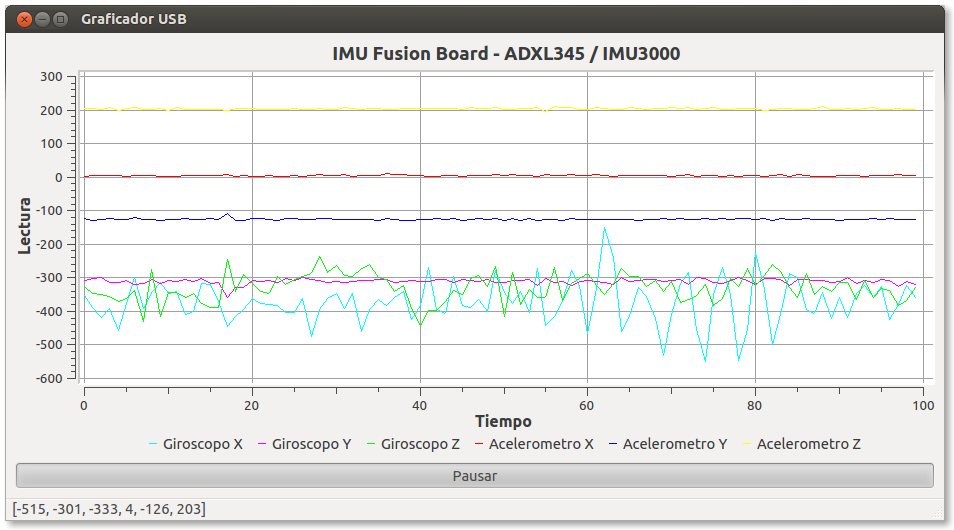 Graficador USB
IMU Fusion Board - ADXL345 / IMU3000
300
200
100
0
-100
-200
-300
-400
-500
-600
Lectura
0 20 40 60 80 100
Tiempo
Giroscopo X Giroscopo Y Giroscopo Z Acelerometro X Acelerometro Y Acelerometro Z
Pausar
[-515, -301, -333, 4, -126, 203]